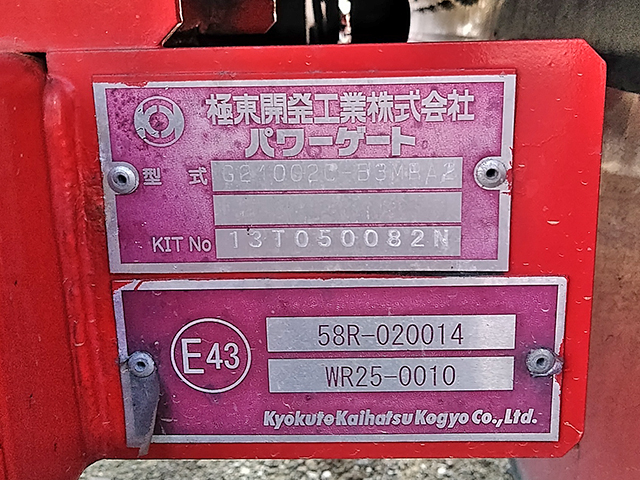 極東開発工業株式会社
パワーゲート
型式
KIT No 13T050082N
E43
58R-020014
WR25-0010
Kyokuto Kaihatsu Kogyo Co.,Ltd.